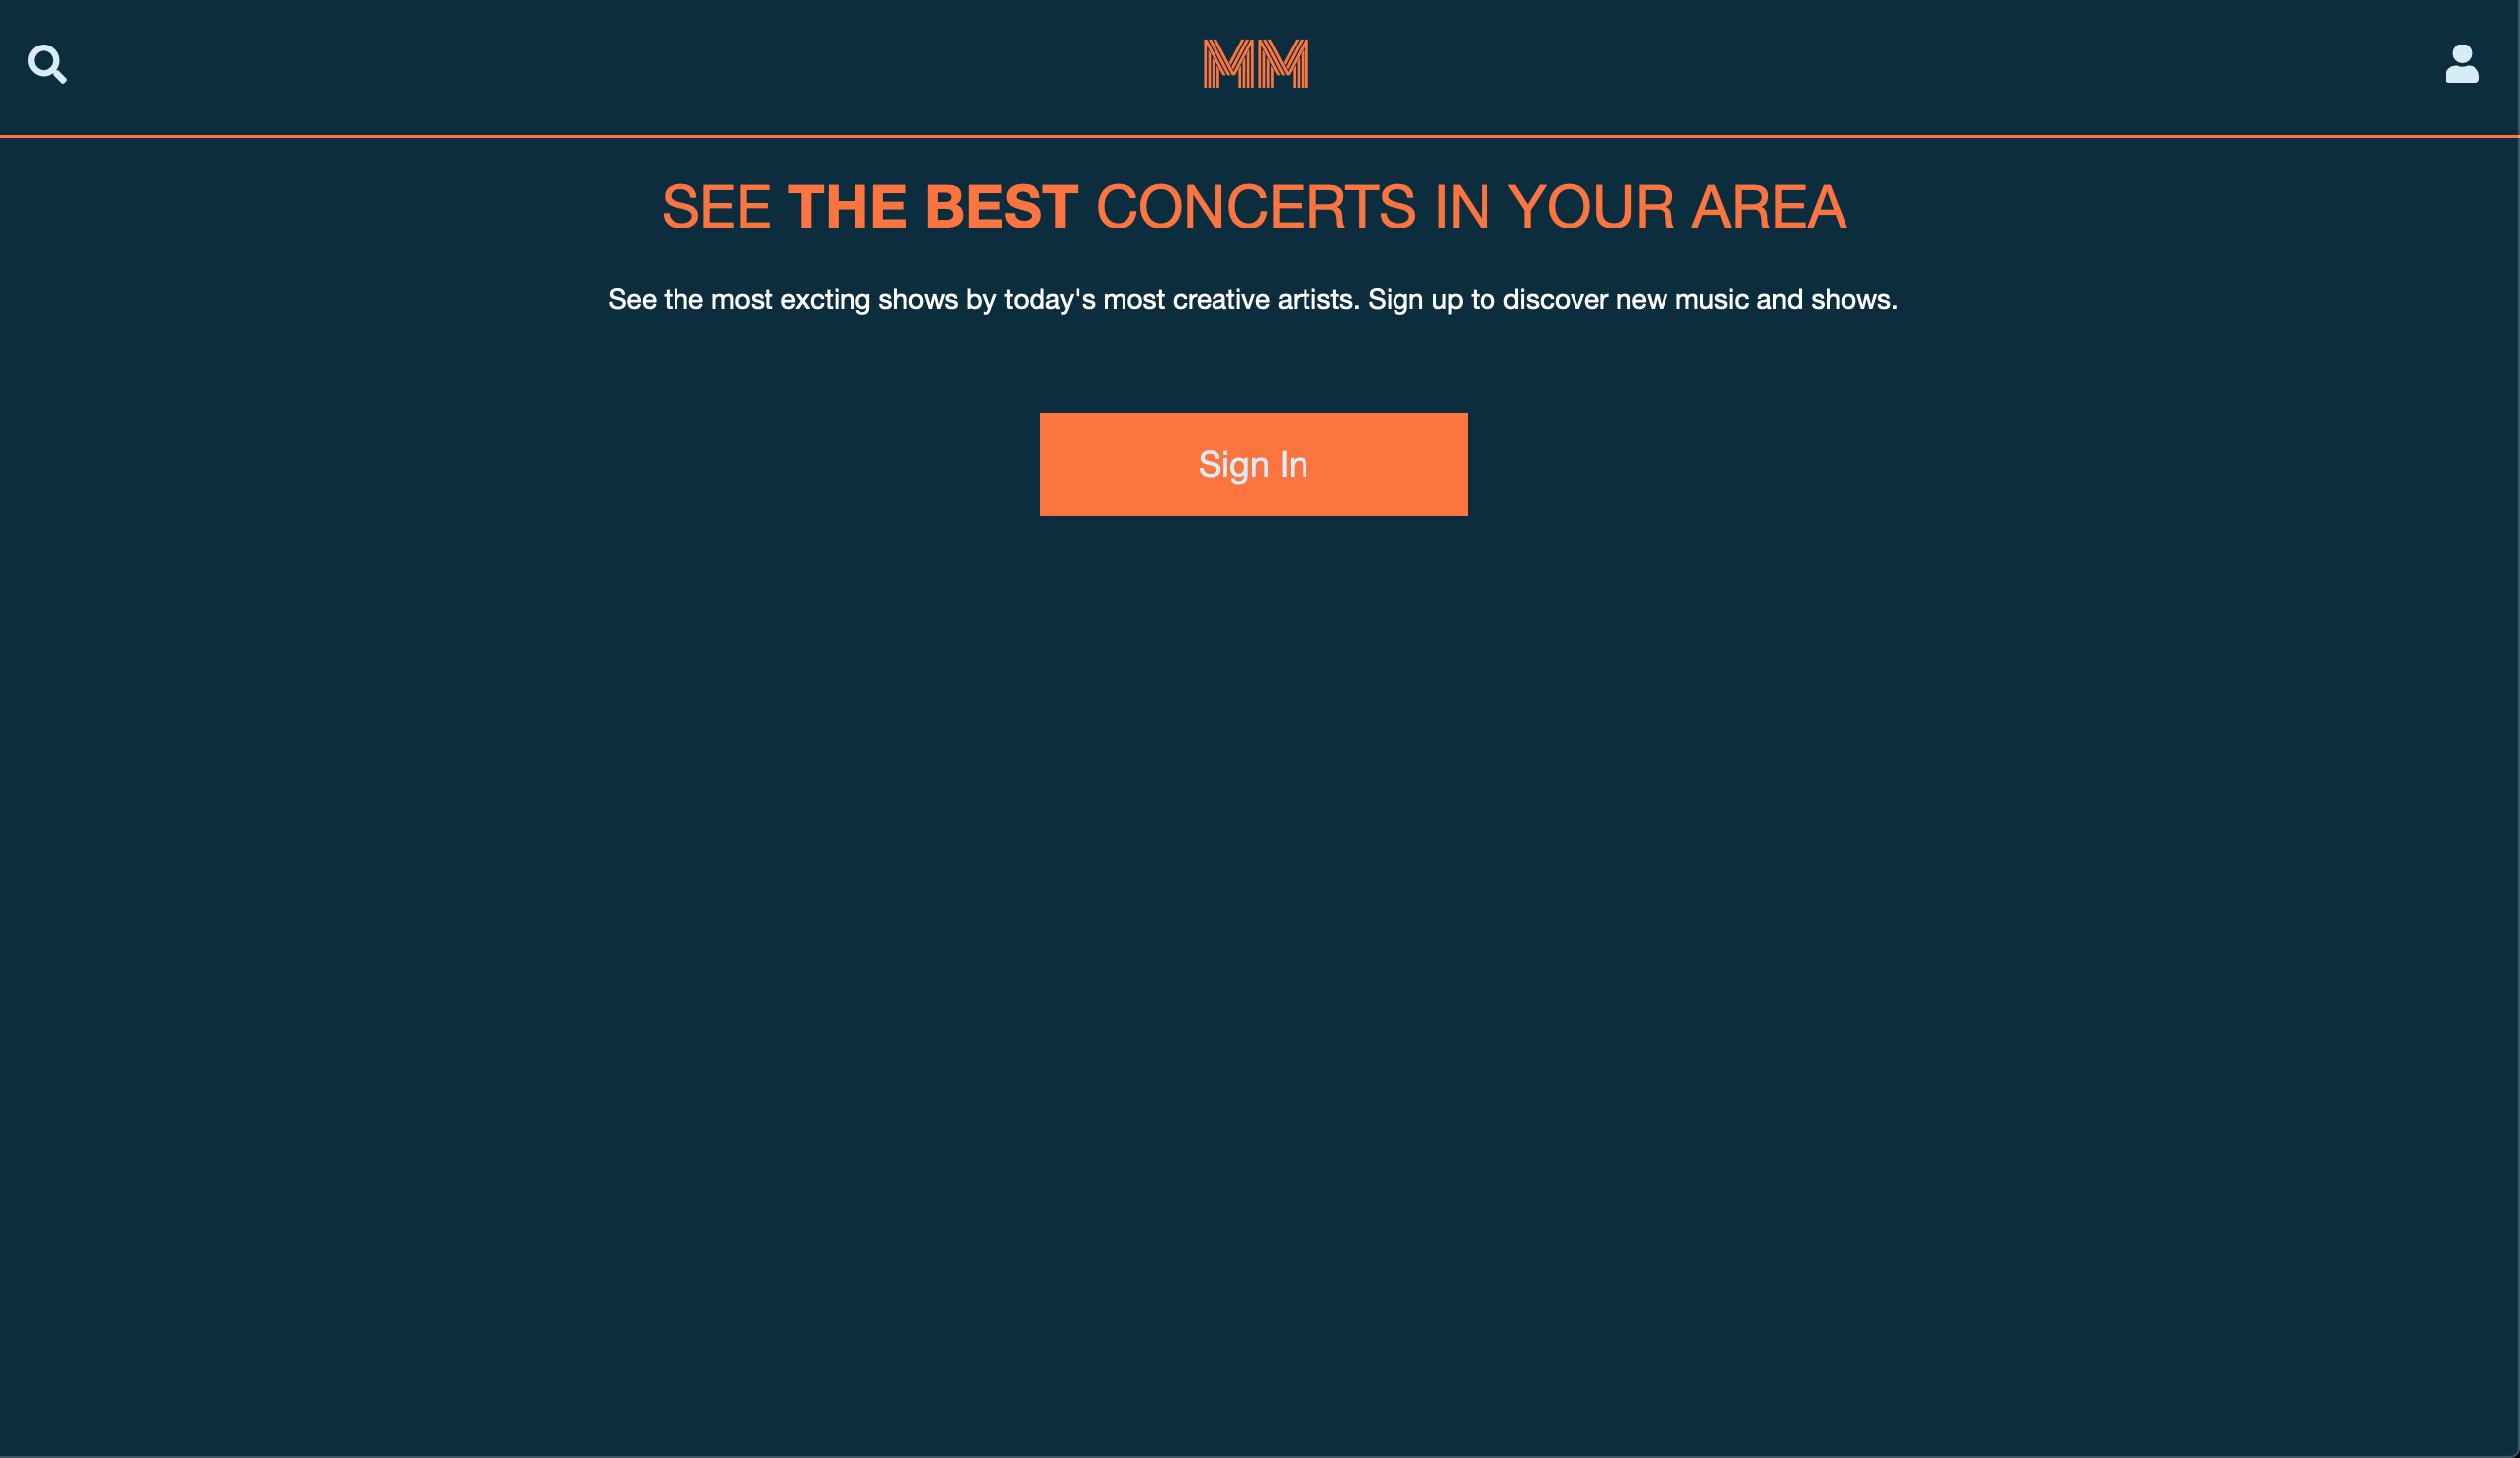 MM
SEE THE BEST CONCERTS IN YOUR AREA
See the most excting shows by today's most creative artists. Sign up to discover new music and shows.
Sign In